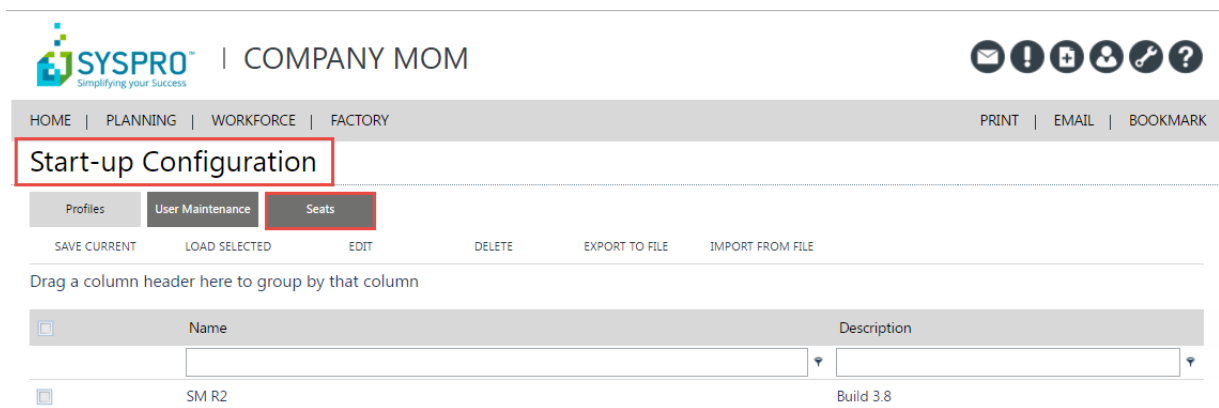 SYSPRO™ | COMPANY MOM
Simplifying your Success
HOME | PLANNING | WORKFORCE | FACTORY PRINT | EMAIL | BOOKMARK
Start-up Configuration
Profiles User Maintenance Seats
SAVE CURRENT LOAD SELECTED EDIT DELETE EXPORT TO FILE IMPORT FROM FILE
Drag a column header here to group by that column
Name Description
SM R2 Build 3.8